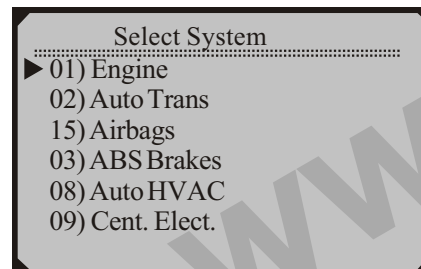 Select System
01) Engine
02) Auto Trans
15) Airbags
03) ABS Brakes
08) Auto HVAC
09) Cent. Elect.